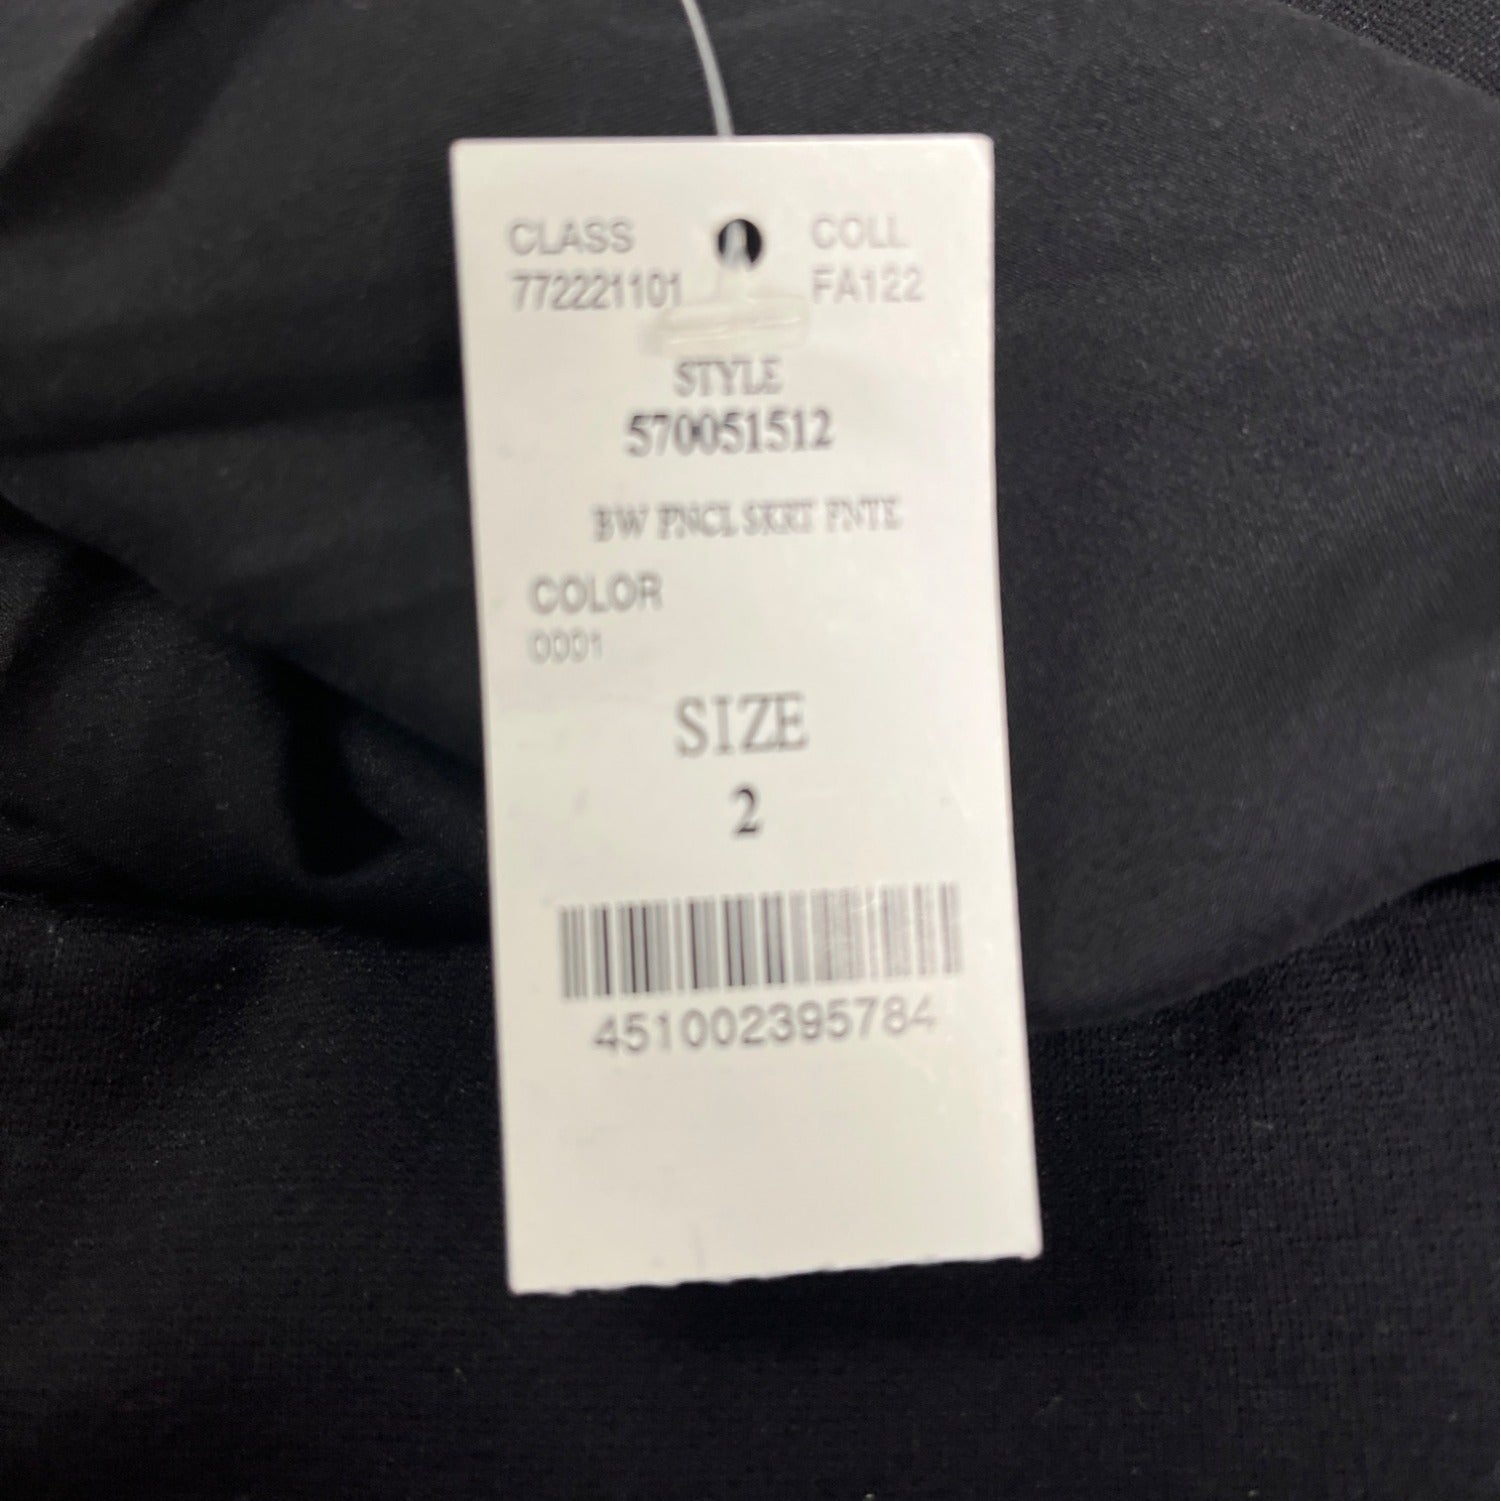 CLASS COLL
772221101 FA122
STYLE
570051512
BW PNCL SKRT PNTE
COLOR
0001
SIZE
2
451002395784